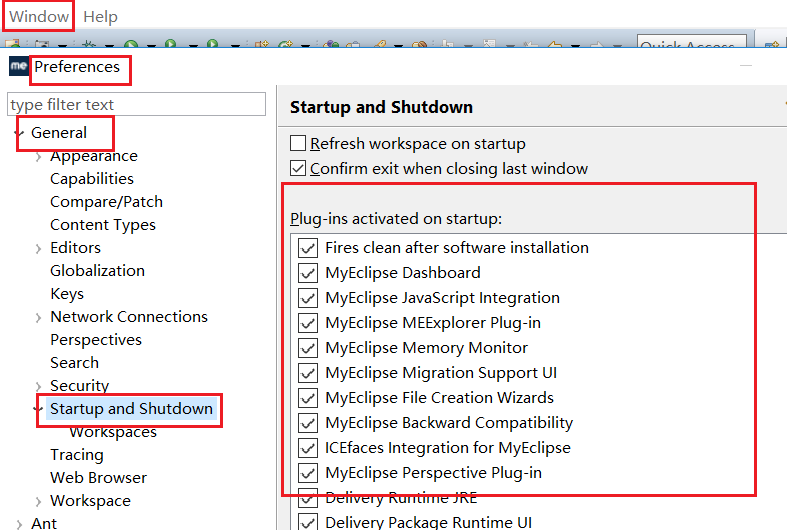 Window Help
Quick Access
me Preferences
type filter text
General
Appearance
Capabilities
Compare/Patch
Content Types
Editors
Globalization
Keys
Network Connections
Perspectives
Search
Security
Startup and Shutdown
Workspaces
Tracing
Web Browser
Workspace
Ant
Startup and Shutdown
Refresh workspace on startup
Confirm exit when closing last window
Plug-ins activated on startup:
Fires clean after software installation
MyEclipse Dashboard
MyEclipse JavaScript Integration
MyEclipse MEExplorer Plug-in
MyEclipse Memory Monitor
MyEclipse Migration Support UI
MyEclipse File Creation Wizards
MyEclipse Backward Compatibility
ICEfaces Integration for MyEclipse
MyEclipse Perspective Plug-in
Delivery Runtime JRE
Delivery Package Runtime UI